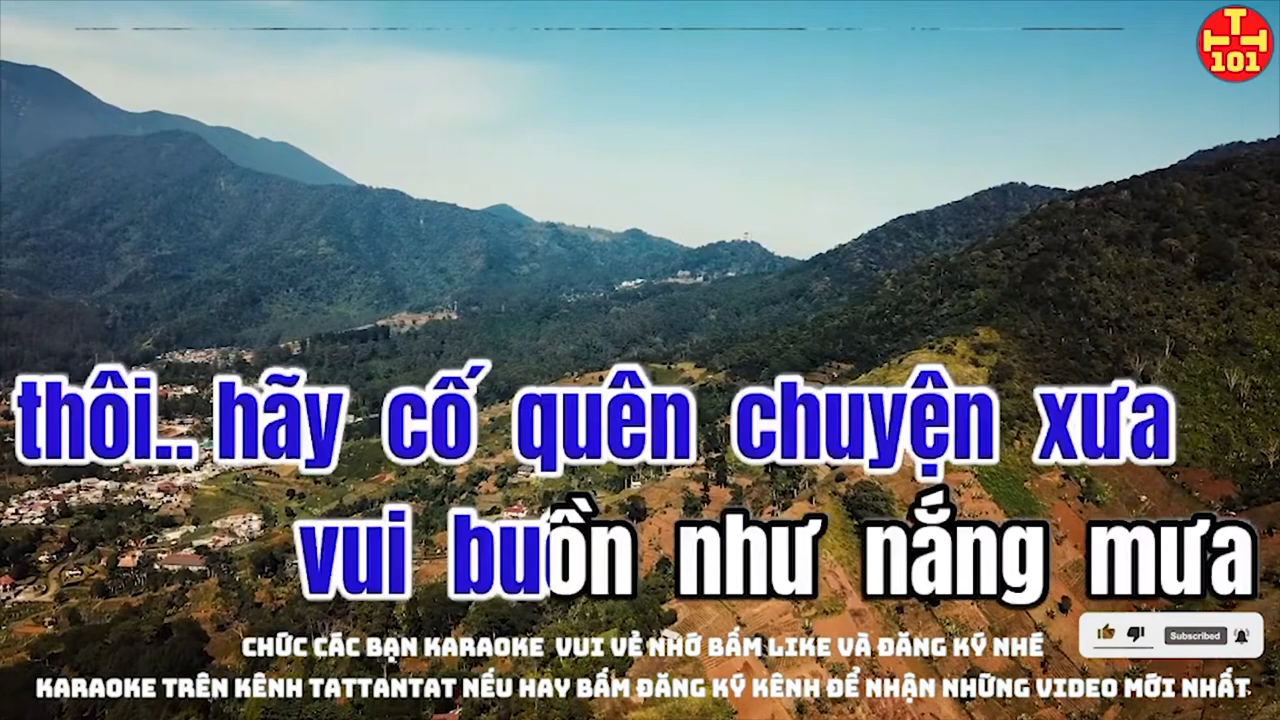 TTT
101
thôi.. hãy cố quên chuyện xưa
vui buồn như nắng mưa
CHỨC CÁC BẠN KARAOKE VUI VẺ NHỚ BẤM LIKE VÀ ĐĂNG KÝ NHÉ
Subscribed
KARAOKE TRÊN KÊNH TATTANTAT NẾU HAY BẤM ĐĂNG KÝ KÊNH ĐỂ NHẬN NHỮNG VIDEO MỚI NHẤT